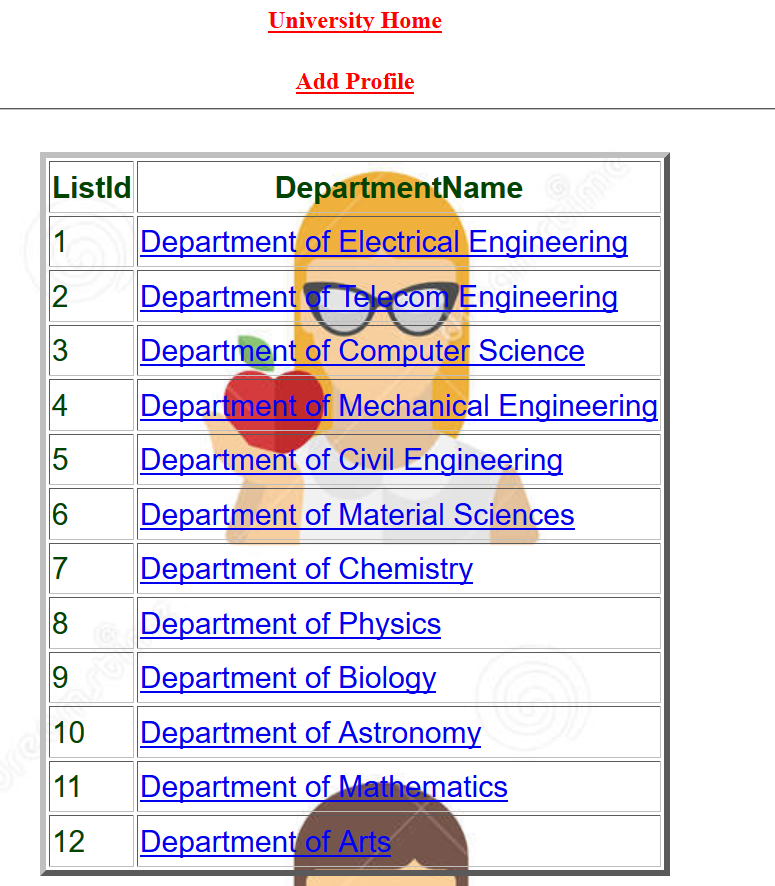 University Home
Add Profile
ListId DepartmentName
1 Department of Electrical Engineering
2 Department of Telecom Engineering
3 Department of Computer Science
4 Department of Mechanical Engineering
5 Department of Civil Engineering
6 Department of Material Sciences
7 Department of Chemistry
8 Department of Physics
9 Department of Biology
10 Department of Astronomy
11 Department of Mathematics
12 Department of Arts